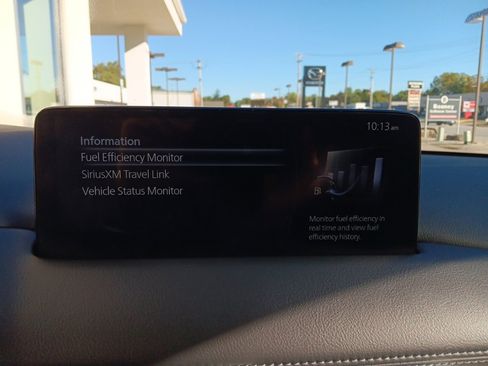 10:13 am
Information
Fuel Efficiency Monitor
SiriusXM Travel Link
Vehicle Status Monitor
Monitor fuel efficiency in
real time and view fuel
efficiency history.